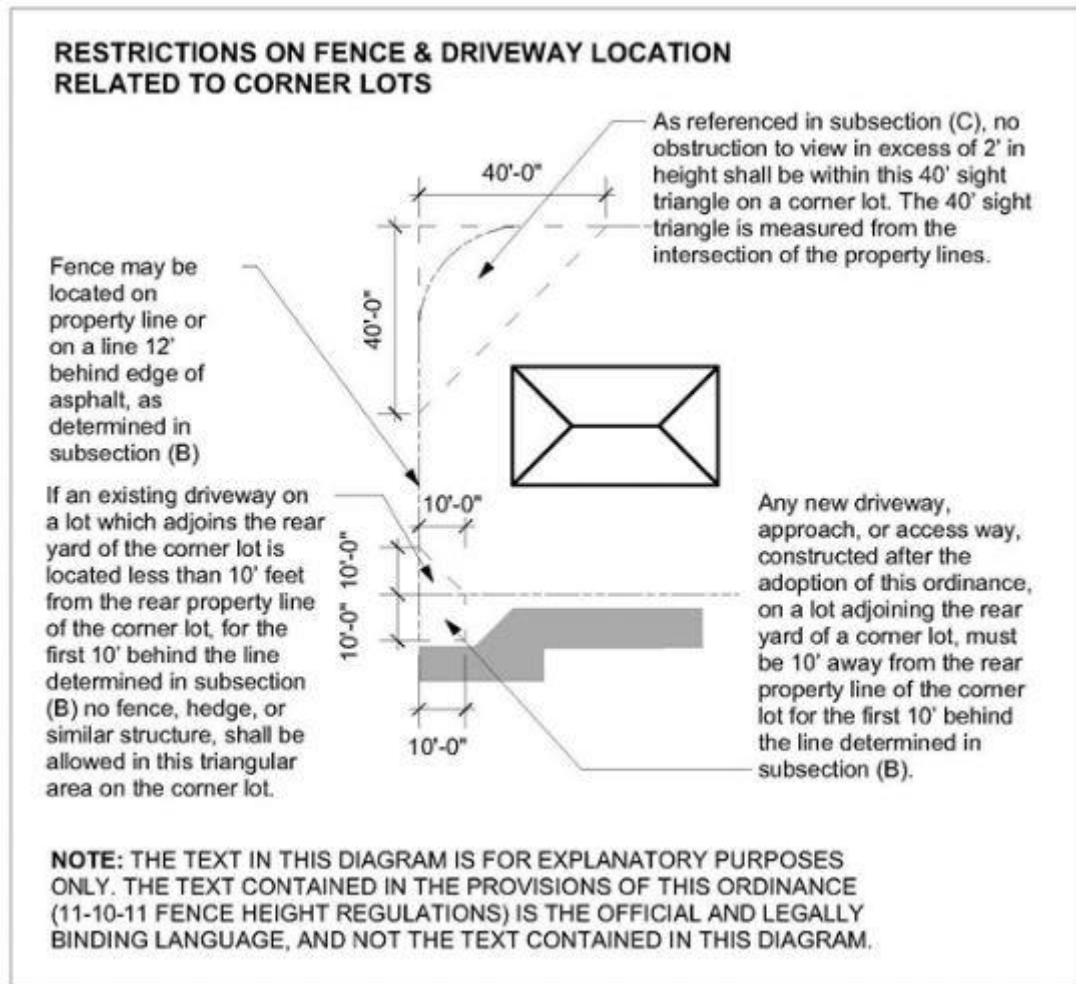 RESTRICTIONS ON FENCE & DRIVEWAY LOCATION
RELATED TO CORNER LOTS
As referenced in subsection (C), no
obstruction to view in excess of 2' in
height shall be within this 40' sight
triangle on a corner lot. The 40' sight
triangle is measured from the
intersection of the property lines.
40'-0"
40'-0"
Fence may be
located on
property line or
on a line 12'
behind edge of
asphalt, as
determined in
subsection (B)
If an existing driveway on
a lot which adjoins the rear
yard of the corner lot is
located less than 10' feet
from the rear property line
of the corner lot, for the
first 10' behind the line
determined in subsection
(B) no fence, hedge, or
similar structure, shall be
allowed in this triangular
area on the corner lot.
10'-0"
10'-0"
10'-0"
10'-0"
Any new driveway,
approach, or access way,
constructed after the
adoption of this ordinance,
on a lot adjoining the rear
yard of a corner lot, must
be 10' away from the rear
property line of the corner
lot for the first 10' behind
the line determined in
subsection (B).
NOTE: THE TEXT IN THIS DIAGRAM IS FOR EXPLANATORY PURPOSES
ONLY. THE TEXT CONTAINED IN THE PROVISIONS OF THIS ORDINANCE
(11-10-11 FENCE HEIGHT REGULATIONS) IS THE OFFICIAL AND LEGALLY
BINDING LANGUAGE, AND NOT THE TEXT CONTAINED IN THIS DIAGRAM.